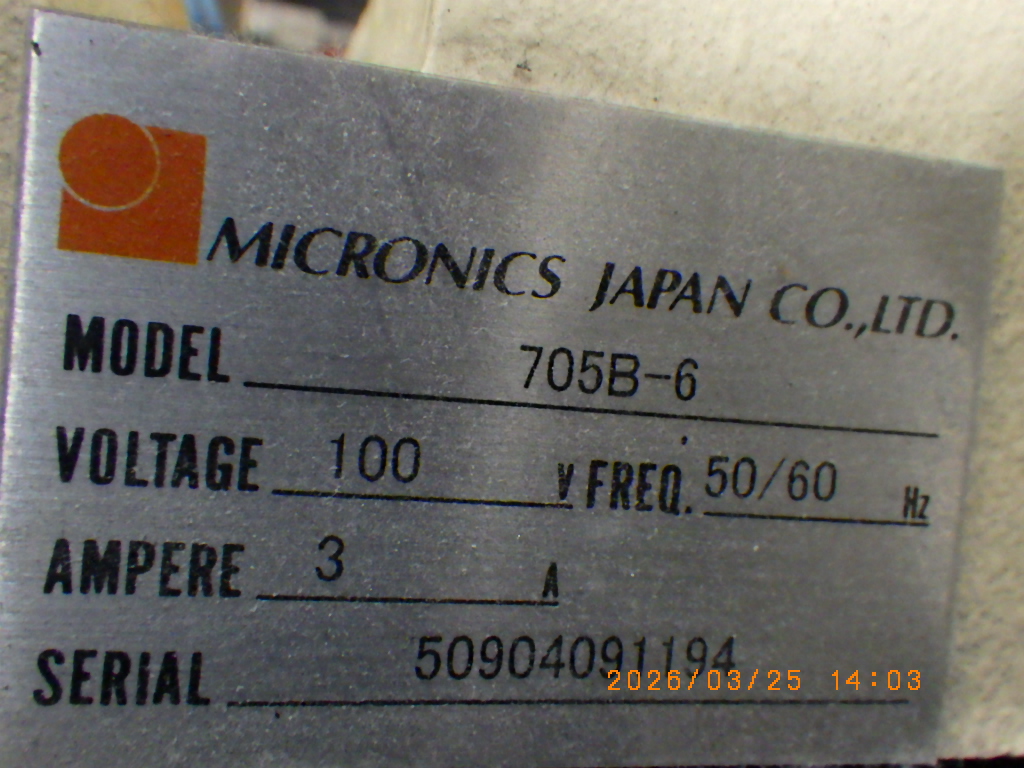 MICRONICS JAPAN CO.,LTD.
MODEL 705B-6
VOLTAGE 100 V FREQ. 50/60 Hz
AMPERE 3 A
SERIAL 50904091194
2026/03/25 14:03